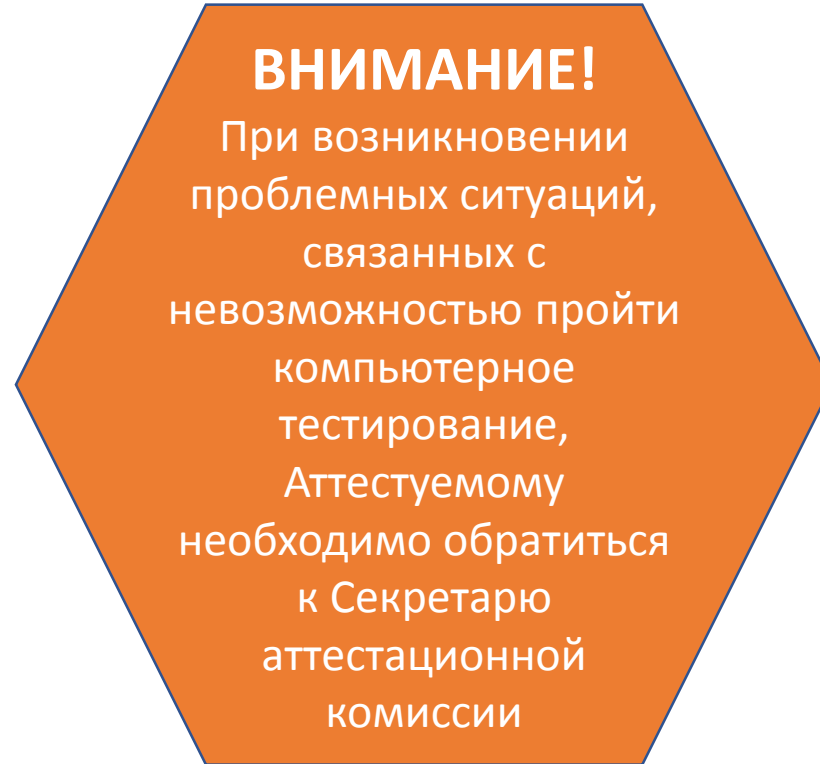 ВНИМАНИЕ!
При возникновении
проблемных ситуаций,
связанных с
невозможностью пройти
компьютерное
тестирование,
Аттестуемому
необходимо обратиться
к Секретарю
аттестационной
комиссии